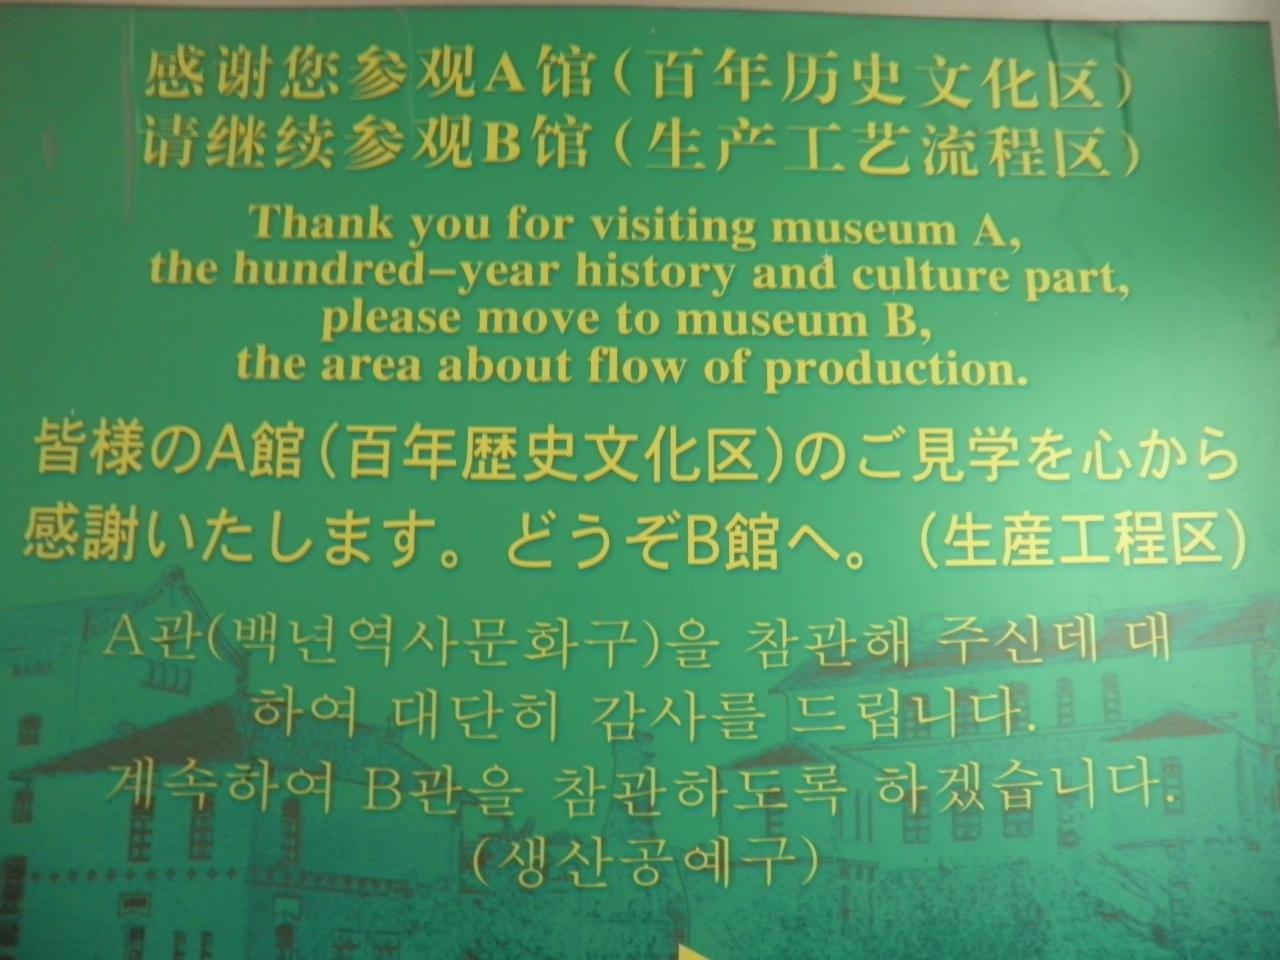 感谢您参观A馆(百年历史文化区)
请继续参观B馆(生产工艺流程区)
Thank you for visiting museum A,
the hundred-year history and culture part,
please move to museum B,
the area about flow of production.
皆様のA館(百年歴史文化区)のご見学を心から
感謝いたします。どうぞB館へ。(生産工程区)
A관(백년역사문화구)을 참관해 주신데 대
하여 대단히 감사를 드립니다.
계속하여 B관을 참관하도록 하겠습니다.
(생산공예구)